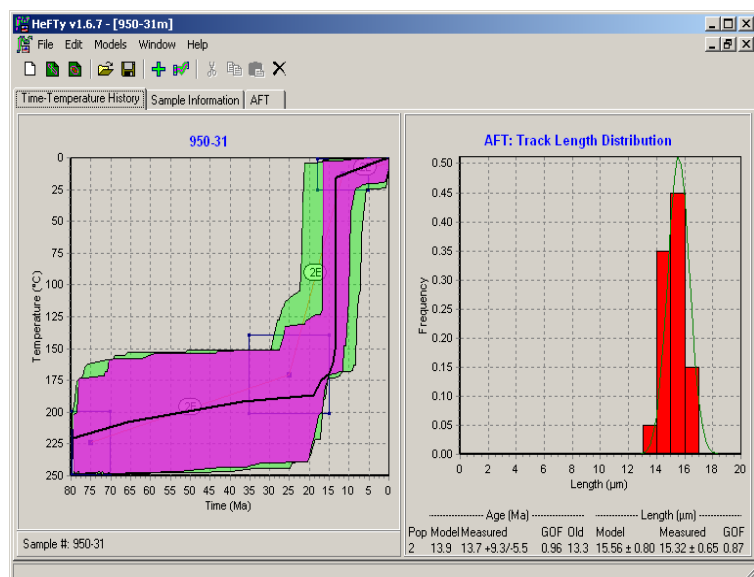 HeFTy v1.6.7 - [950-31m]
File Edit Models Window Help
Time-Temperature History Sample Information AFT
950-31
0
25
50
75
100
125
150
175
200
225
250
Temperature (°C)
2E
2E
80 75 70 65 60 55 50 45 40 35 30 25 20 15 10 5 0
Time (Ma)
Sample #: 950-31
AFT: Track Length Distribution
0.50
0.45
0.40
0.35
0.30
0.25
0.20
0.15
0.10
0.05
0.00
Frequency
0 2 4 6 8 10 12 14 16 18 20
Length (µm)
Age (Ma) Length (µm)
Pop Model Measured GOF Old Model Measured GOF
2 13.9 13.7 +9.3/-5.5 0.96 13.3 15.56 ± 0.80 15.32 ± 0.65 0.87